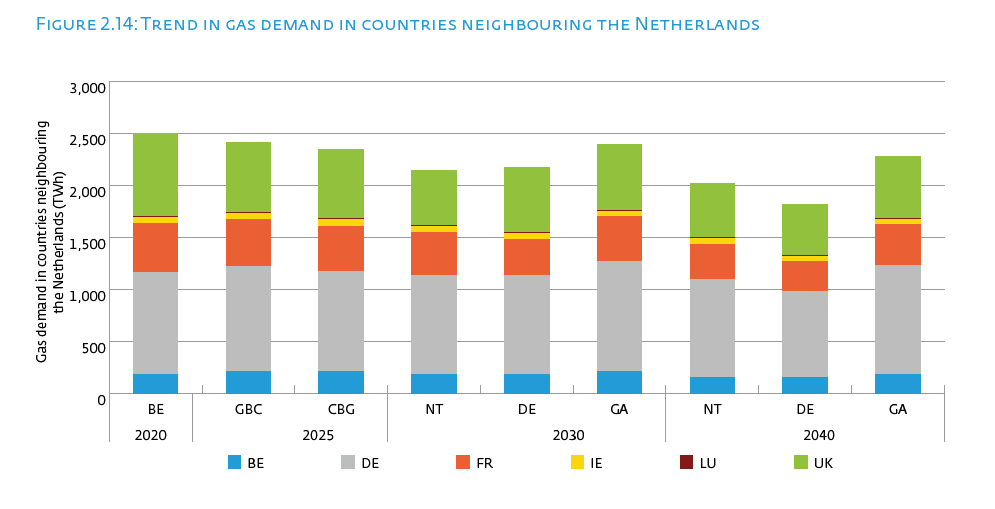 FIGURE 2.14: TREND IN GAS DEMAND IN COUNTRIES NEIGHBOURING THE NETHERLANDS
Gas demand in countries neighbouring
the Netherlands (TWh)
3,000
2,500
2,000
1,500
1,000
500
0
BE GBC CBG NT DE GA NT DE GA
2020 2025 2030 2040
BE DE FR IE LU UK